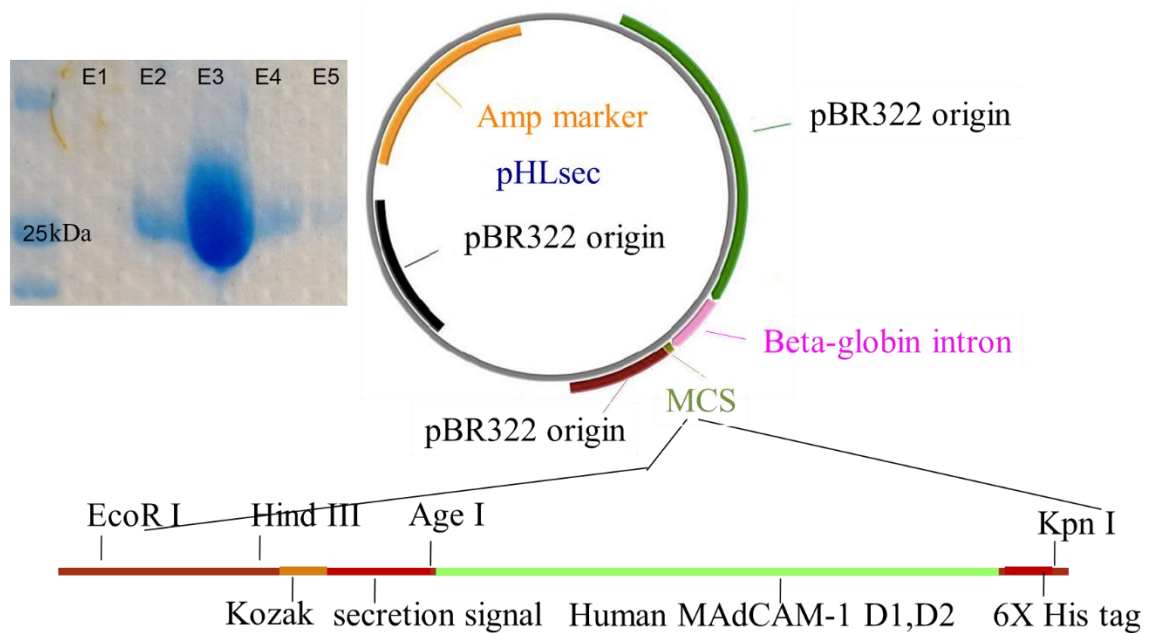 E1 E2 E3 E4 E5
25kDa
Amp marker
pHLsec
pBR322 origin
pBR322 origin
Beta-globin intron
MCS
pBR322 origin
EcoR I Hind III Age I Kpn I
Kozak secretion signal Human MAdCAM-1 D1,D2 6X His tag